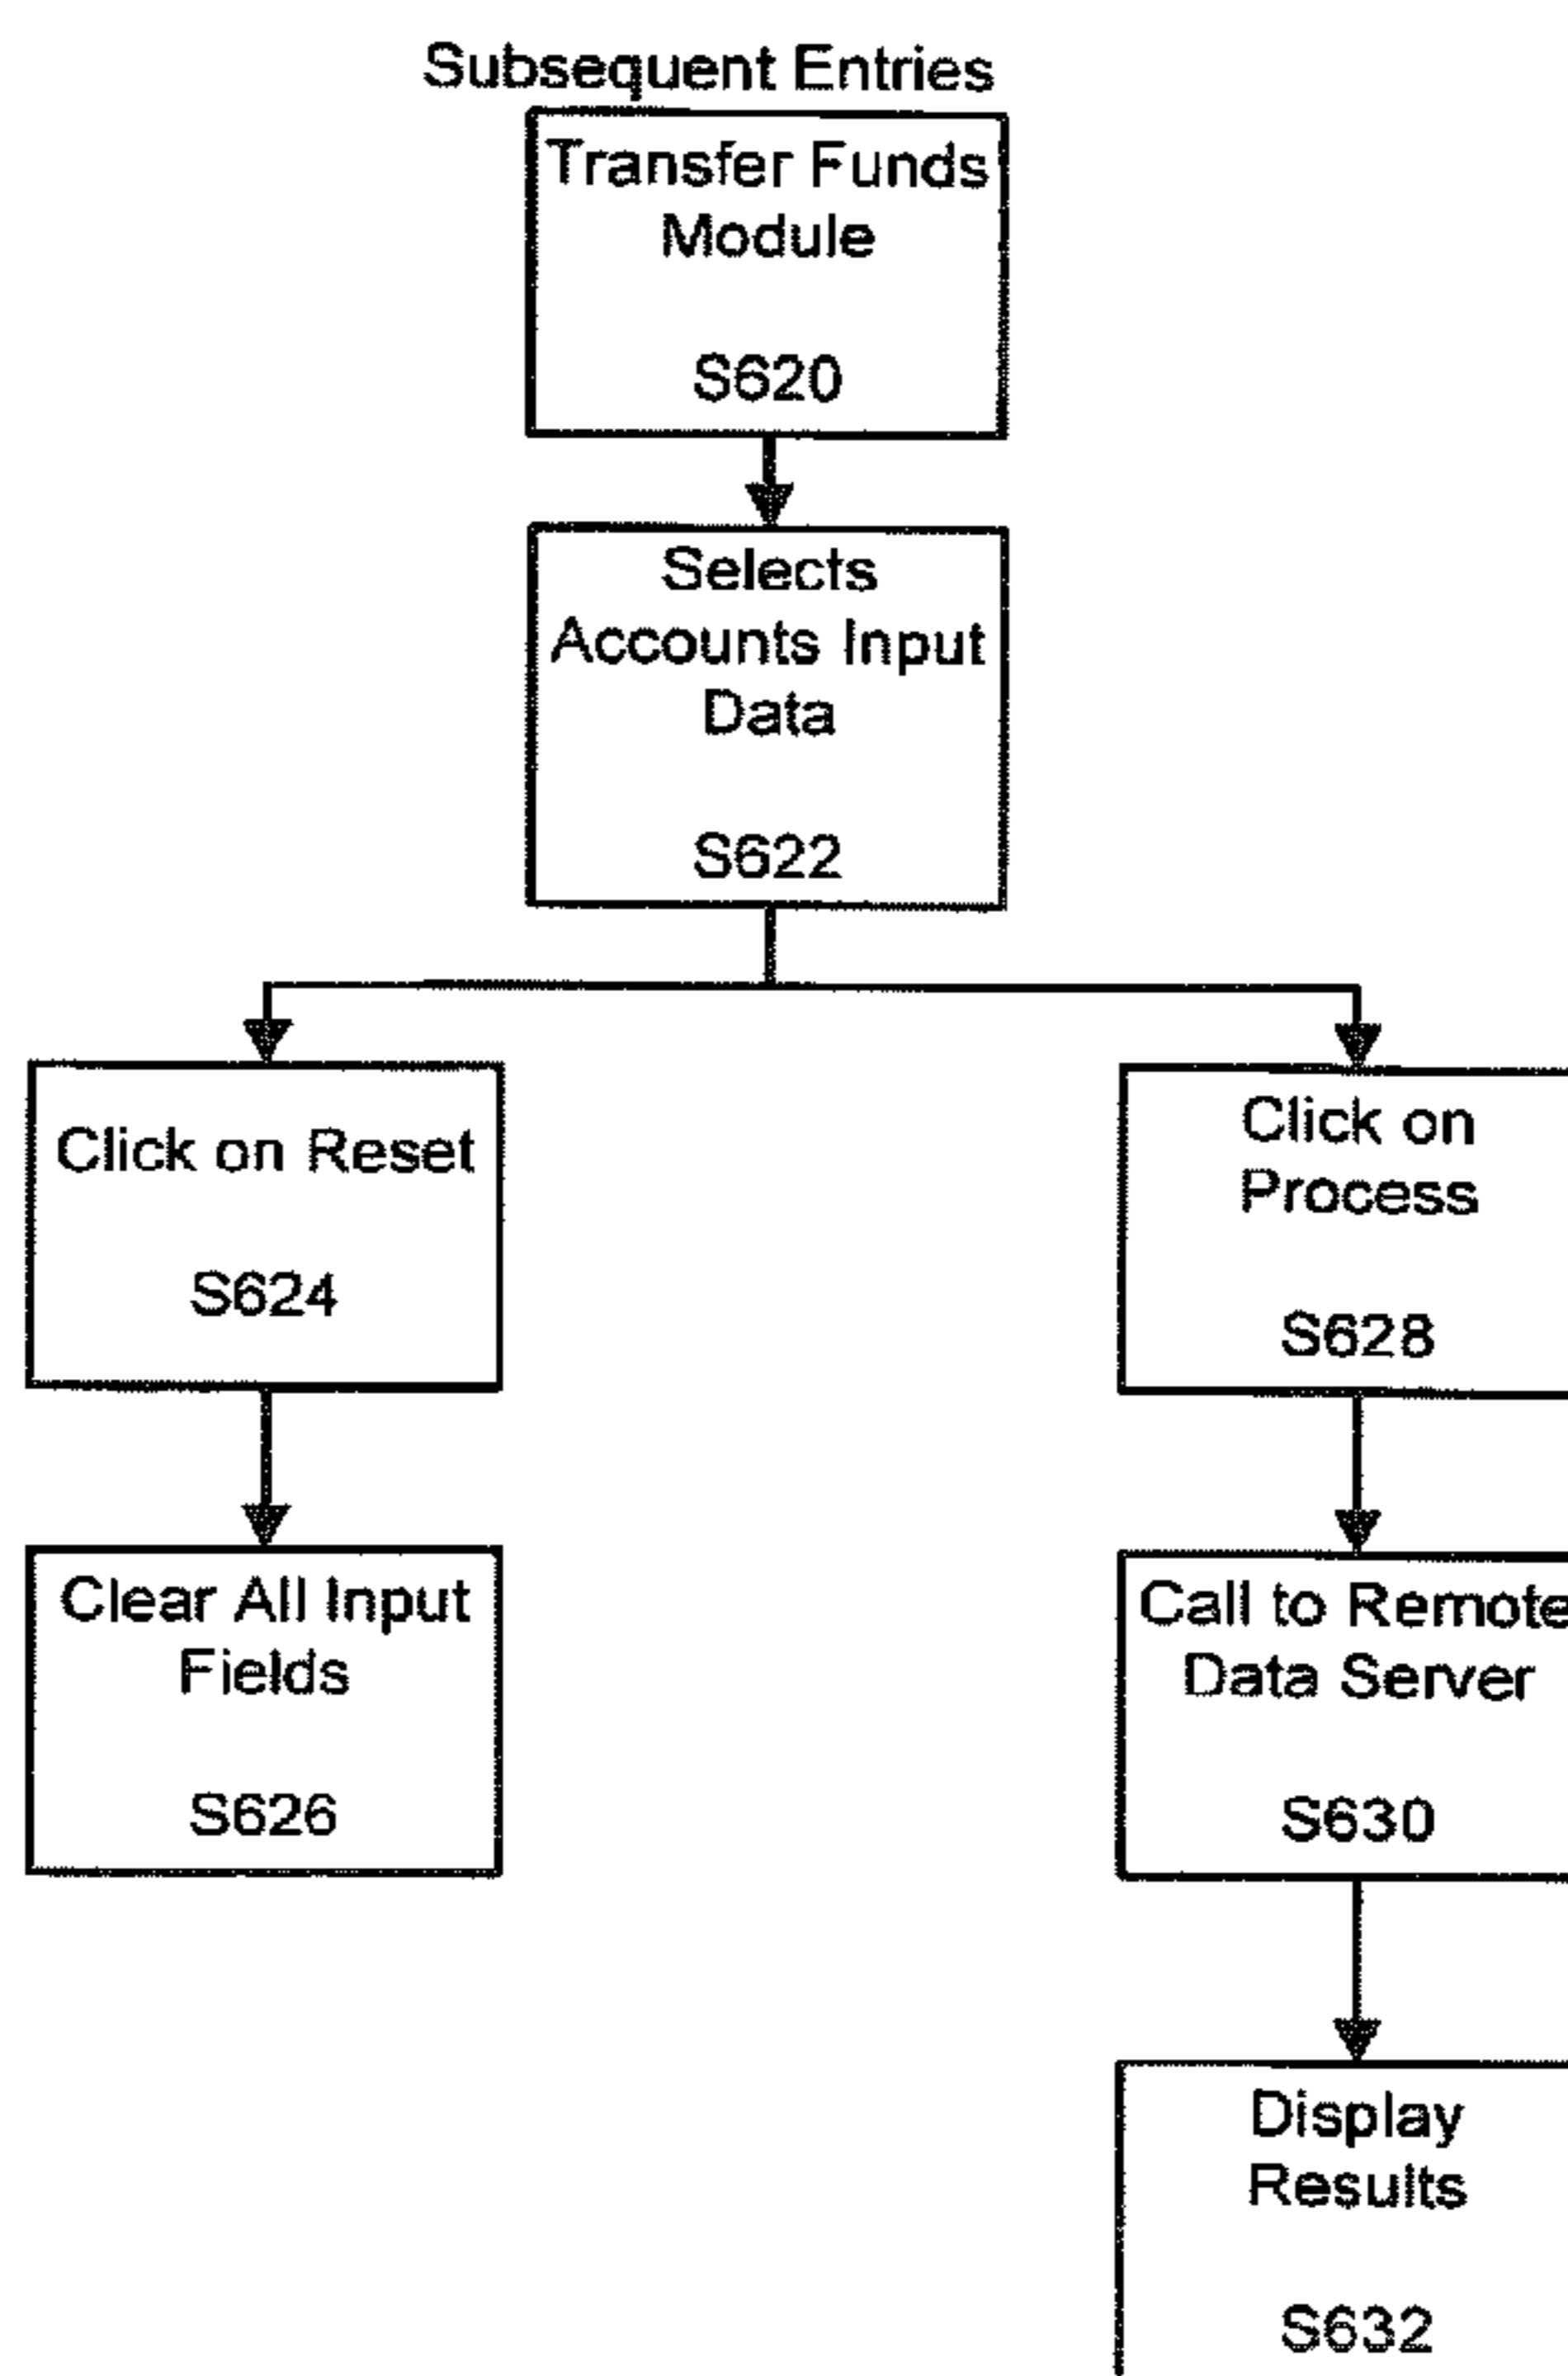 Subsequent Entries
Transfer Funds
Module
S620
Selects
Accounts Input
Data
S622
Click on Reset
S624
Clear All Input
Fields
S626
Click on
Process
S628
Call to Remote
Data Server
S630
Display
Results
S632